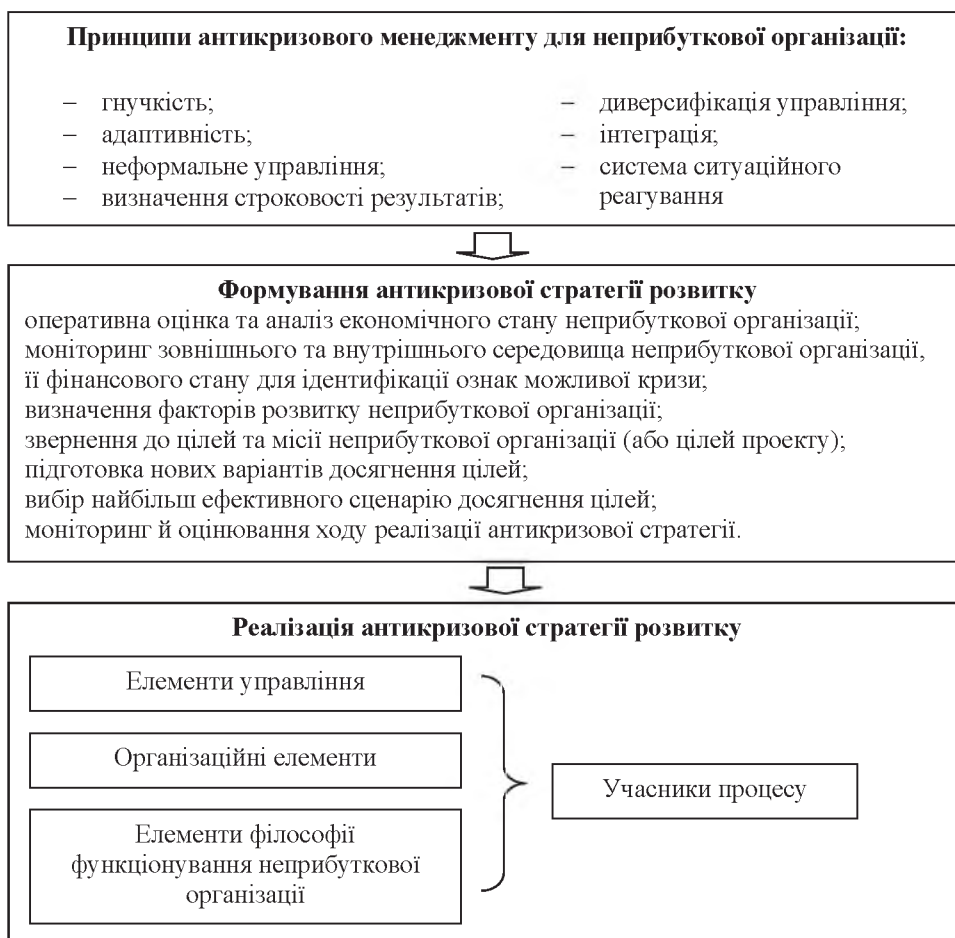 Принципи антикризового менеджменту для неприбуткової організації:
– гнучкість;
– адаптивність;
– неформальне управління;
– визначення строковості результатів;
– диверсифікація управління;
– інтеграція;
– система ситуаційного
реагування
Формування антикризової стратегії розвитку
оперативна оцінка та аналіз економічного стану неприбуткової організації;
моніторинг зовнішнього та внутрішнього середовища неприбуткової організації,
її фінансового стану для ідентифікації ознак можливої кризи;
визначення факторів розвитку неприбуткової організації;
звернення до цілей та місії неприбуткової організації (або цілей проекту);
підготовка нових варіантів досягнення цілей;
вибір найбільш ефективного сценарію досягнення цілей;
моніторинг й оцінювання ходу реалізації антикризової стратегії.
Реалізація антикризової стратегії розвитку
Елементи управління
Організаційні елементи
Елементи філософії
функціонування неприбуткової
організації
Учасники процесу